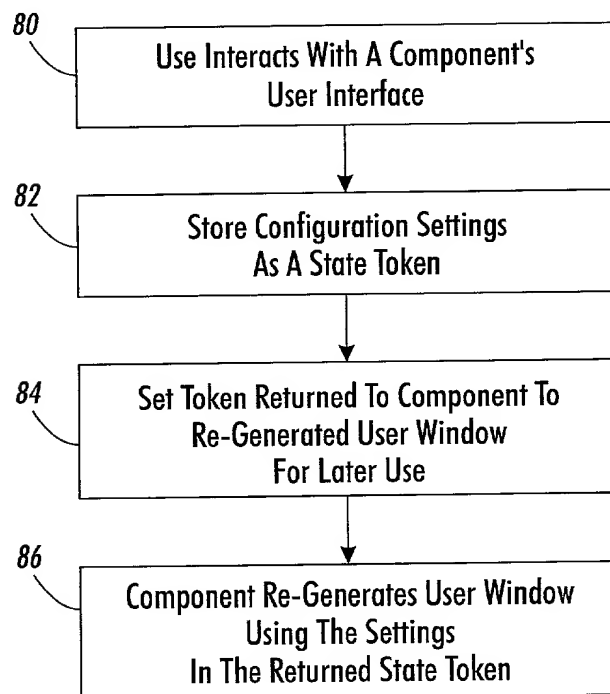 80
Use Interacts With A Component's
User Interface
82
Store Configuration Settings
As A State Token
84
Set Token Returned To Component To
Re-Generated User Window
For Later Use
86
Component Re-Generates User Window
Using The Settings
In The Returned State Token